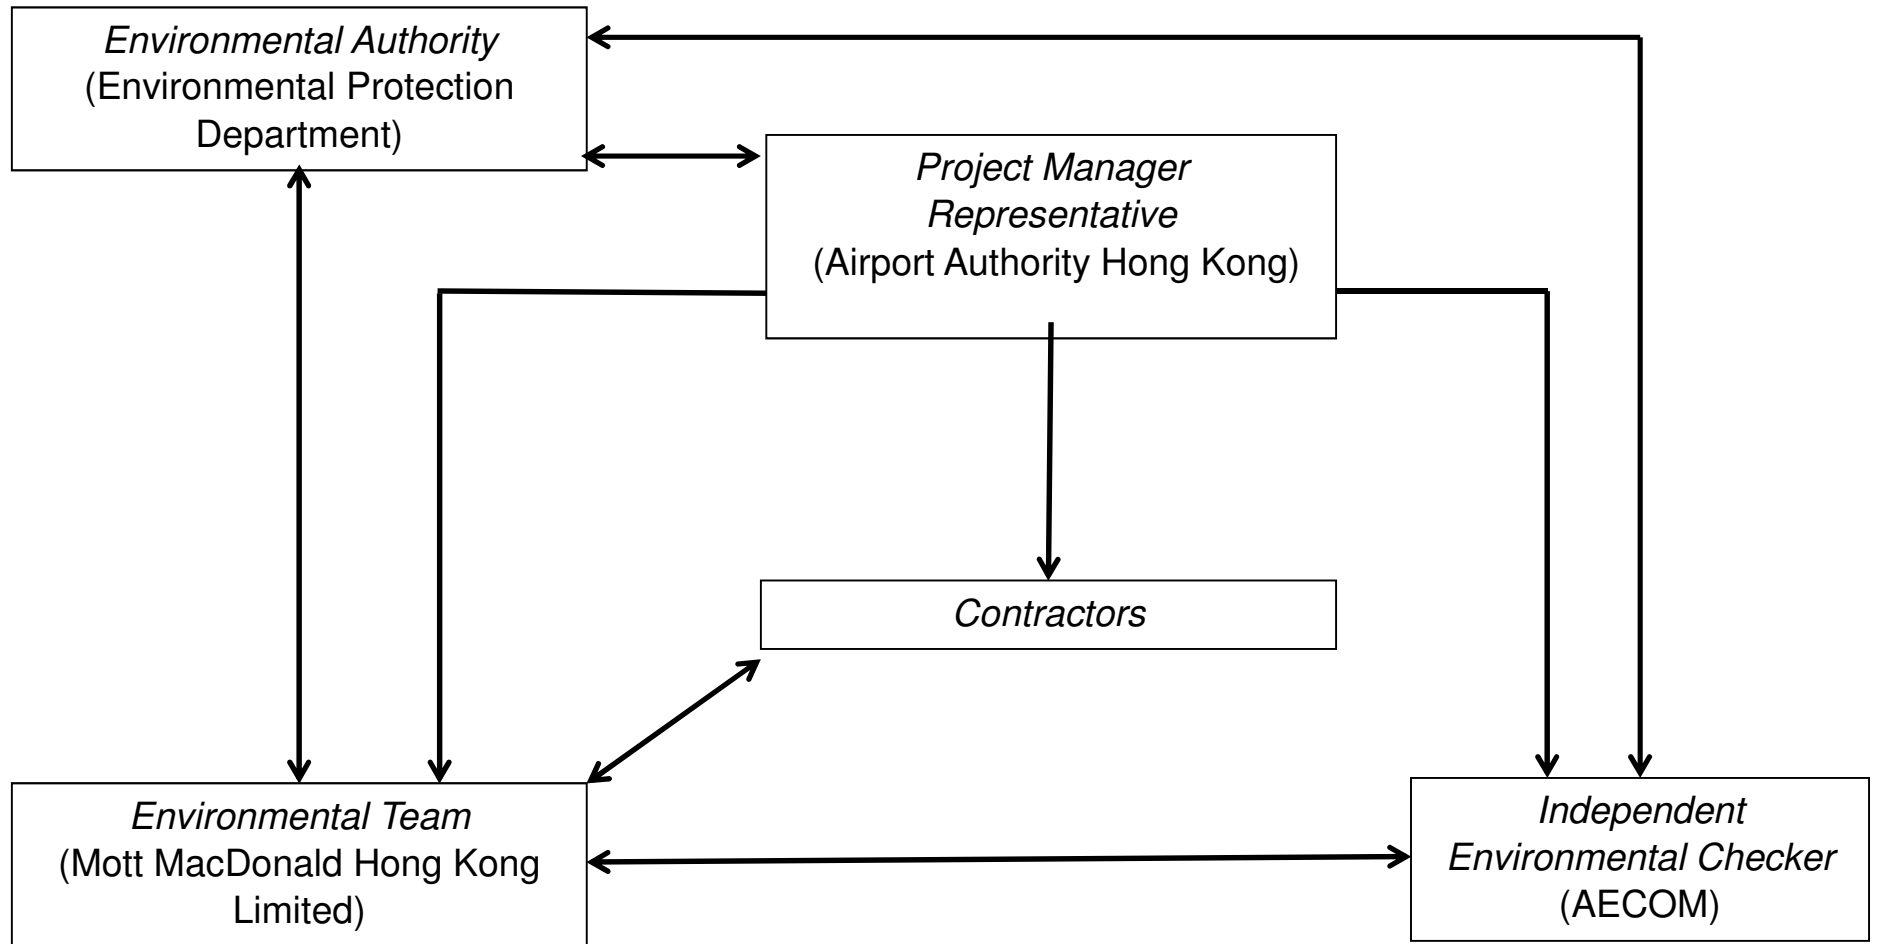 Environmental Authority
(Environmental Protection
Department)
Project Manager
Representative
(Airport Authority Hong Kong)
Contractors
Environmental Team
(Mott MacDonald Hong Kong
Limited)
Independent
Environmental Checker
(AECOM)